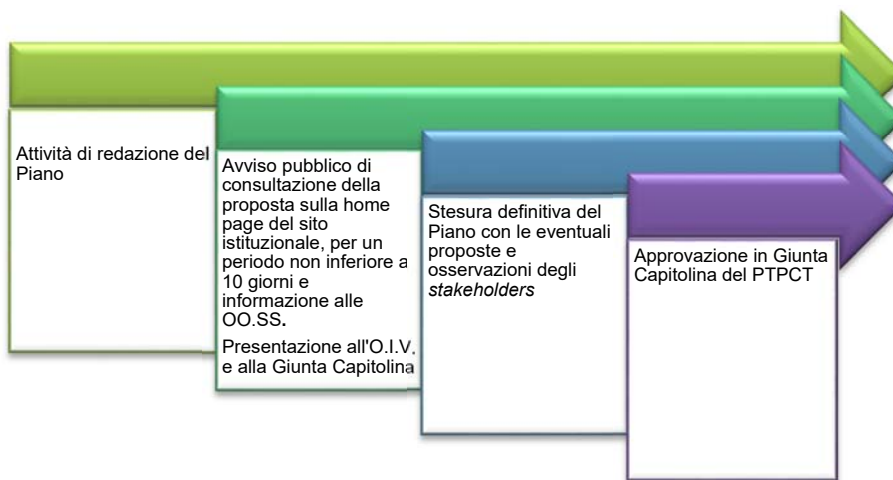 Attività di redazione del
Piano
Avviso pubblico di
consultazione della
proposta sulla home
page del sito
istituzionale, per un
periodo non inferiore a
10 giorni e
informazione alle
OO.SS.
Presentazione all'O.I.V.
e alla Giunta Capitolina
Stesura definitiva del
Piano con le eventuali
proposte e
osservazioni degli
stakeholders
Approvazione in Giunta
Capitolina del PTPCT